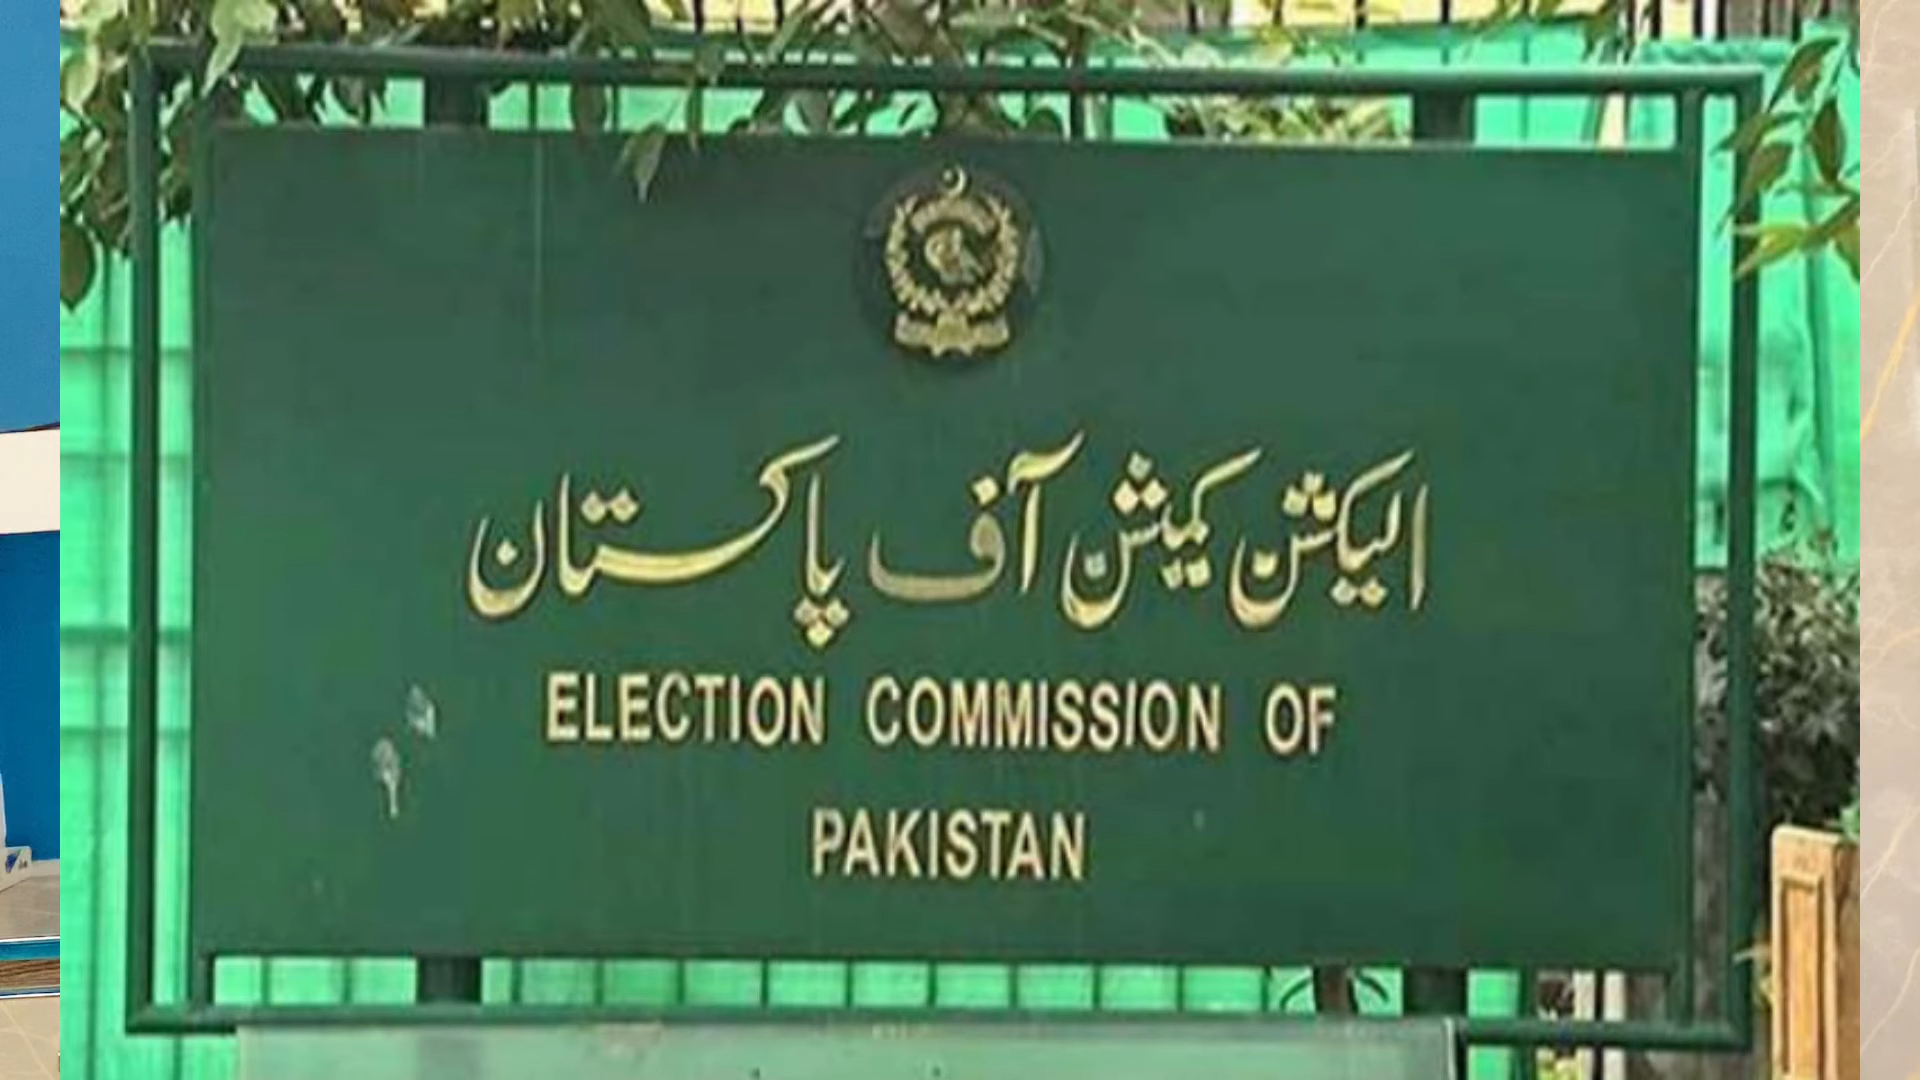 الیکشن کمیشن آف پاکستان
ELECTION COMMISSION OF
PAKISTAN